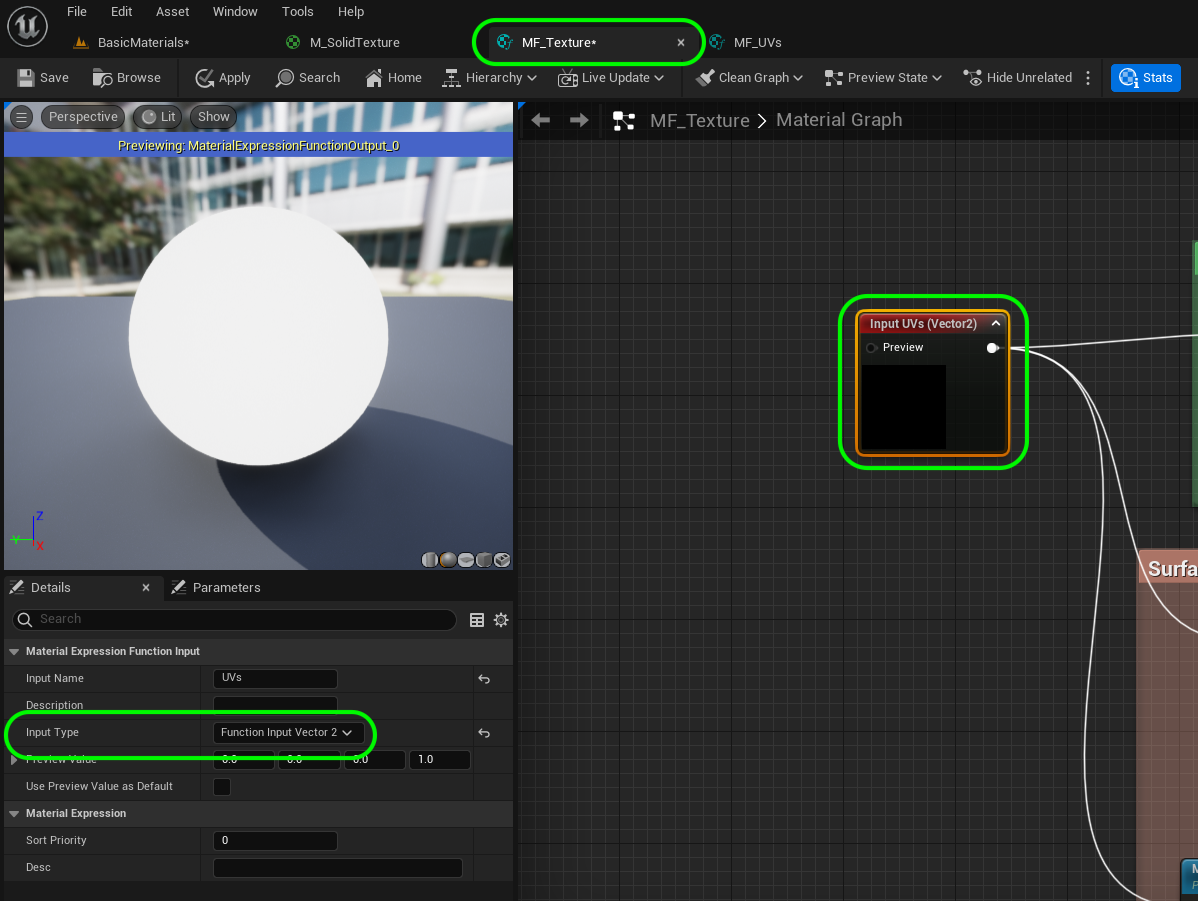 File Edit Asset Window Tools Help
BasicMaterials* M_SolidTexture MF_Texture* MF_UVs
Save Browse Apply Search Home Hierarchy Live Update Clean Graph Preview State Hide Unrelated Stats
Perspective Lit Show
MF_Texture Material Graph
Previewing: MaterialExpressionFunctionOutput_0
Input UVs (Vector2)
Preview
Z
Y
X
Details Parameters
Search
Material Expression Function Input
Input Name UVs
Description
Input Type Function Input Vector 2
Preview Value 0.0 0.0 0.0 1.0
Use Preview Value as Default
Material Expression
Sort Priority 0
Desc
Surfa
M